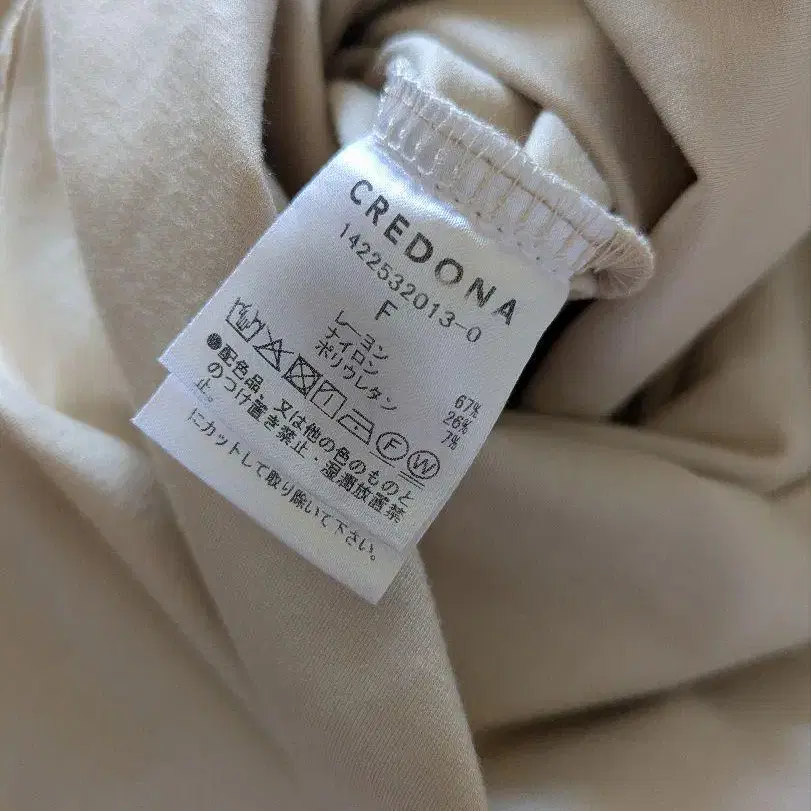 CREDONA
1422532013-0
F
レーヨン 67%
ナイロン 26%
ポリウレタン 7%
F W
●配色品、又は他の色のものと
のつけ置き禁止・湿潤放置禁
止。
にカットして取り除いて下さい。